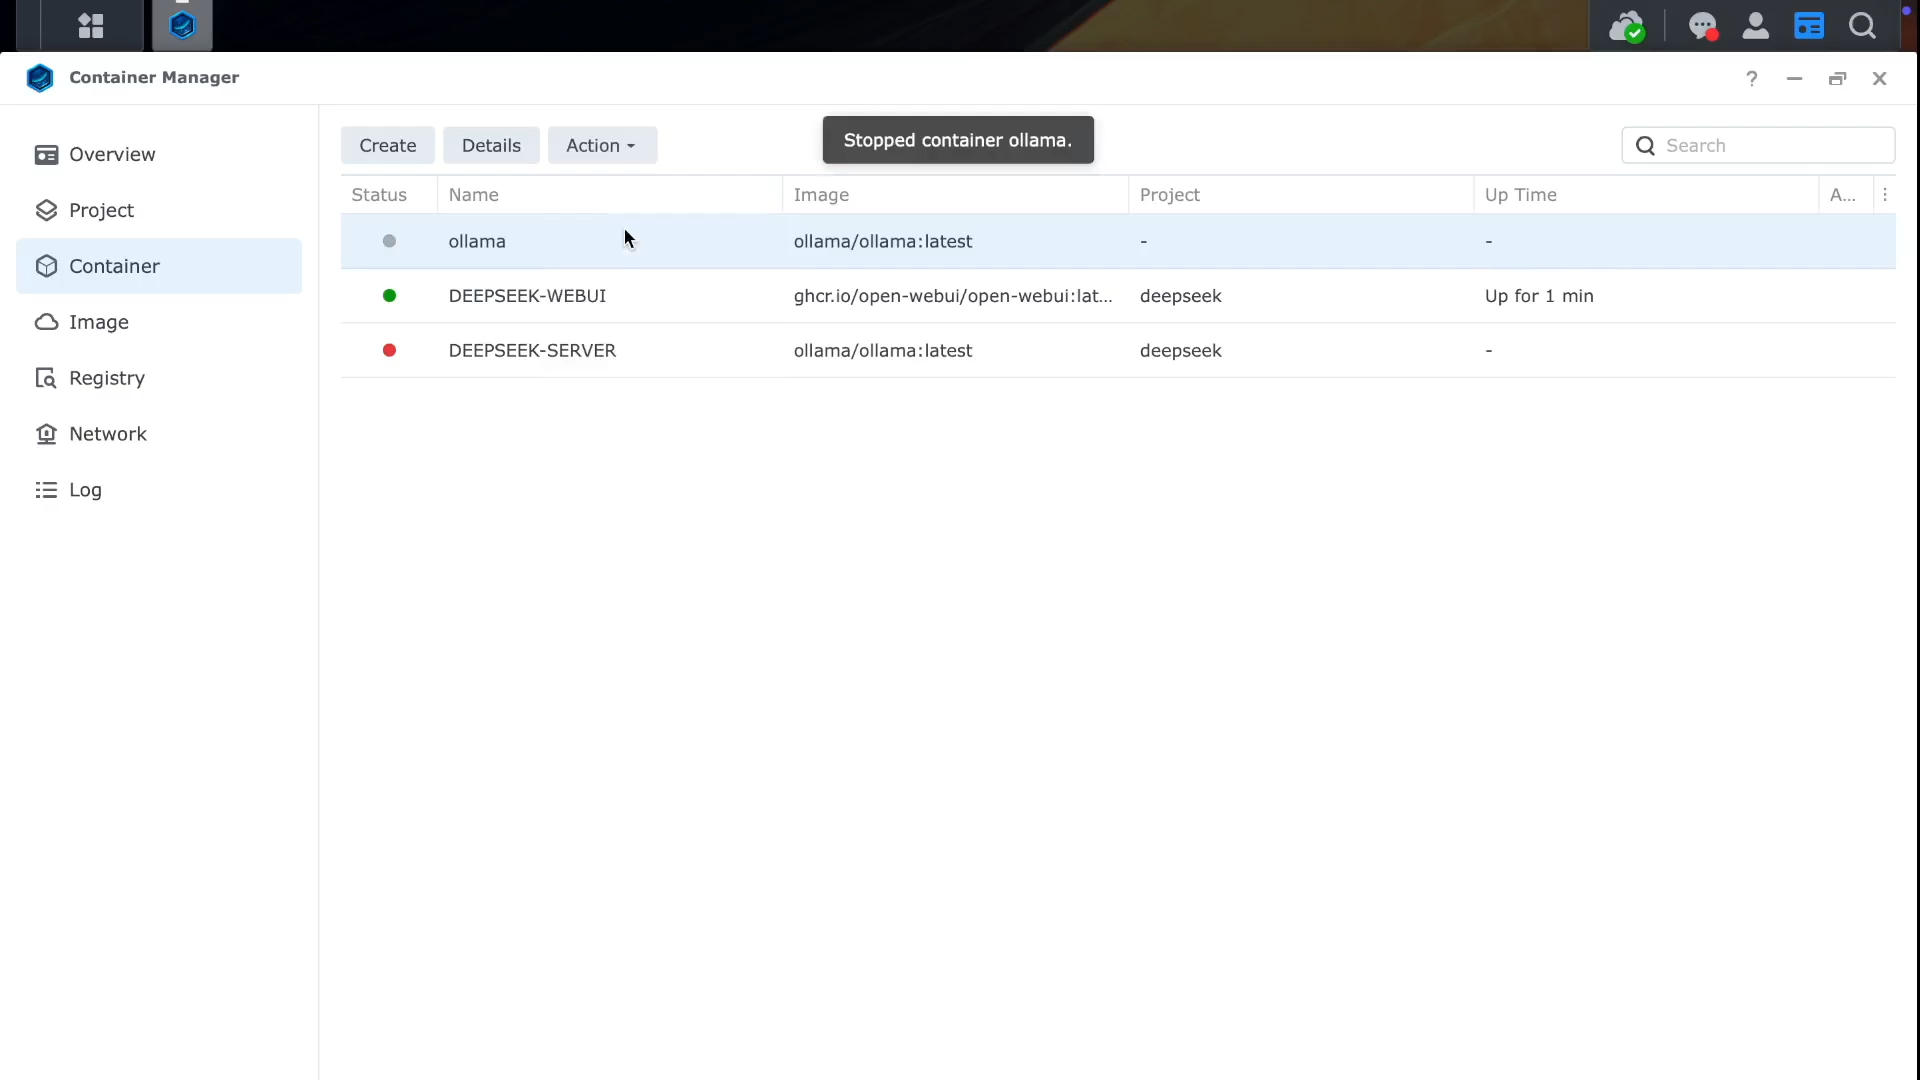 Container Manager
?
Overview
Project
Container
Image
Registry
Network
Log
Create Details Action
Stopped container ollama.
Search
Status Name Image Project Up Time A...
ollama ollama/ollama:latest - -
DEEPSEEK-WEBUI ghcr.io/open-webui/open-webui:lat... deepseek Up for 1 min
DEEPSEEK-SERVER ollama/ollama:latest deepseek -